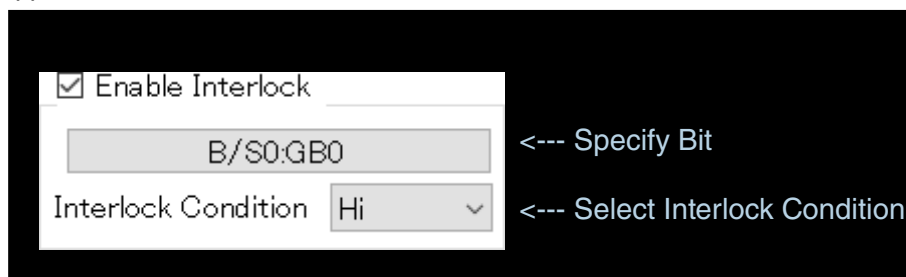 Enable Interlock
B/S0:GB0 <--- Specify Bit
Interlock Condition Hi <--- Select Interlock Condition